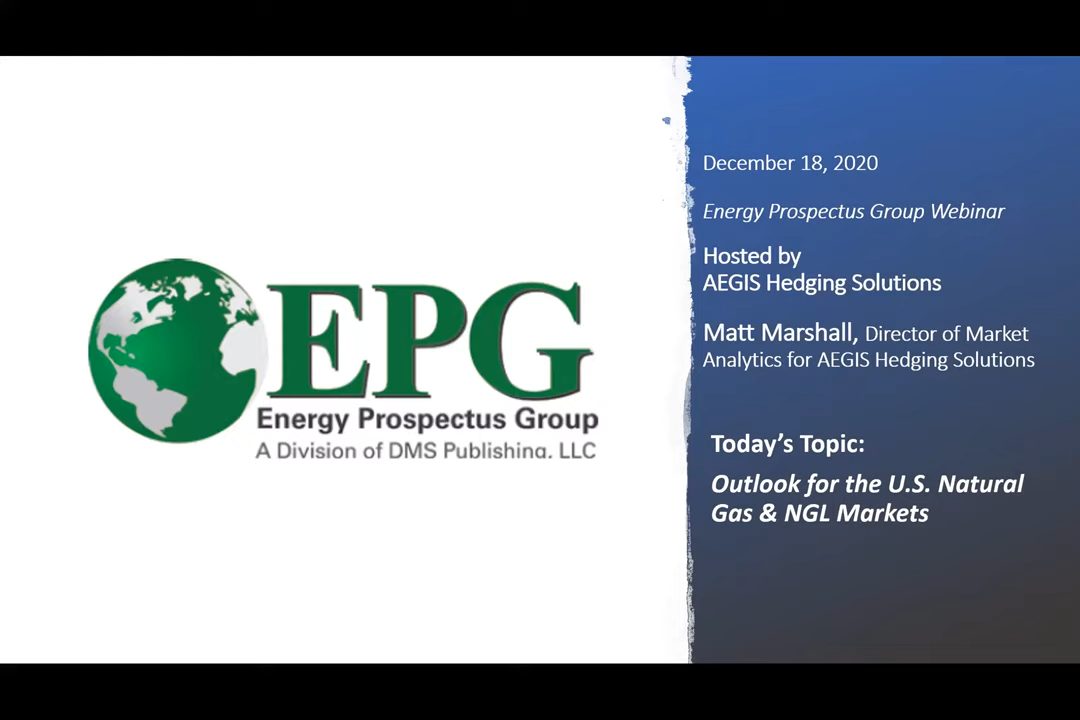 EPG
Energy Prospectus Group
A Division of DMS Publishing, LLC
December 18, 2020
Energy Prospectus Group Webinar
Hosted by
AEGIS Hedging Solutions
Matt Marshall, Director of Market
Analytics for AEGIS Hedging Solutions
Today's Topic:
Outlook for the U.S. Natural
Gas & NGL Markets